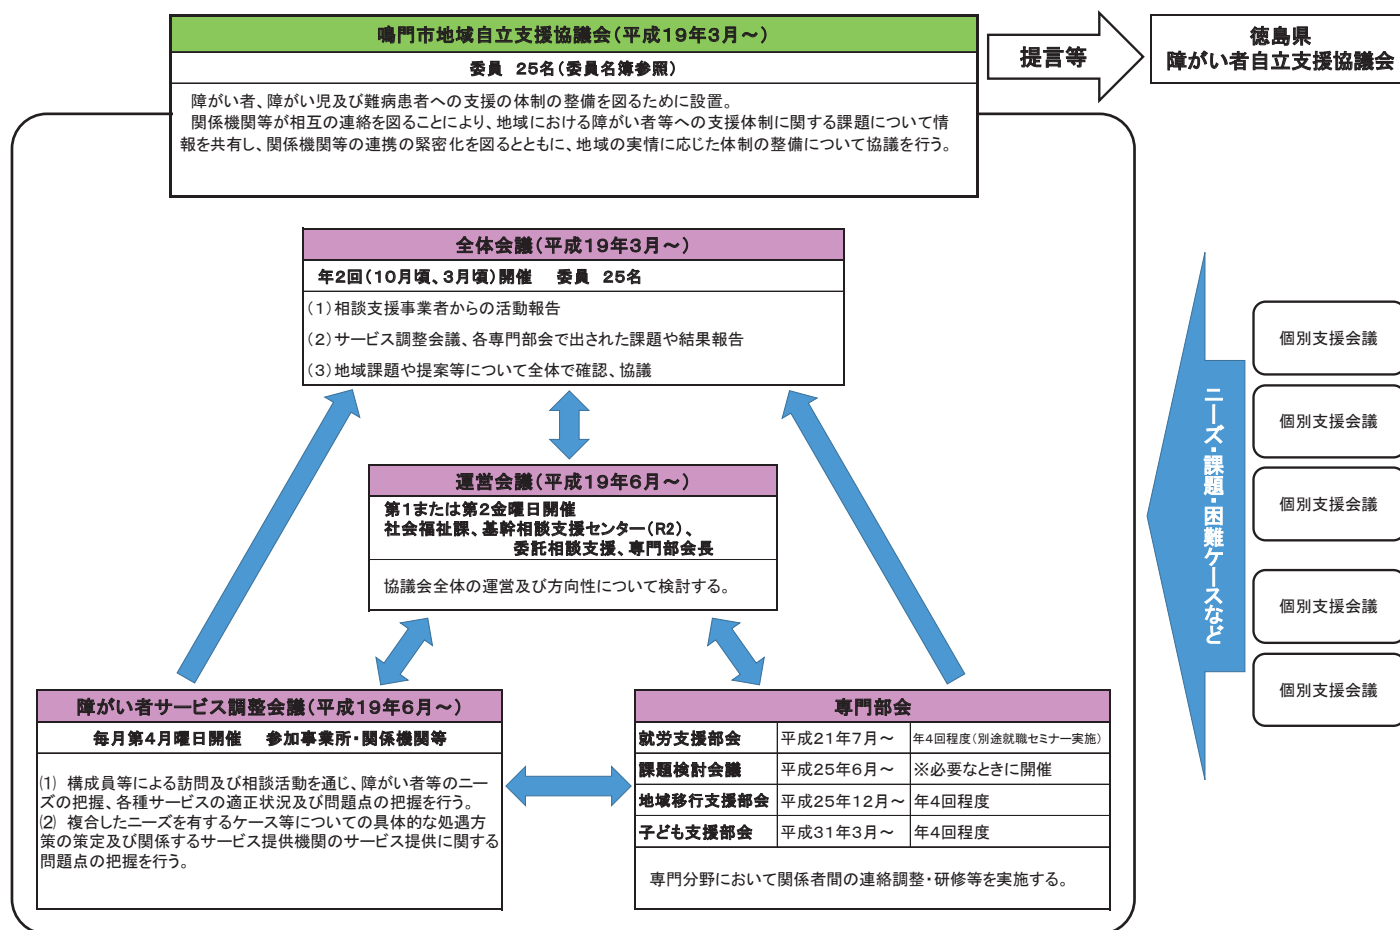 鳴門市地域自立支援協議会(平成19年3月～)
委員 25名(委員名簿参照)
障がい者、障がい児及び難病患者への支援の体制の整備を図るために設置。
関係機関等が相互の連絡を図ることにより、地域における障がい者等への支援体制に関する課題について情
報を共有し、関係機関等の連携の緊密化を図るとともに、地域の実情に応じた体制の整備について協議を行う。
提言等
徳島県
障がい者自立支援協議会
全体会議(平成19年3月～)
年2回(10月頃、3月頃)開催 委員 25名
(1)相談支援事業者からの活動報告
(2)サービス調整会議、各専門部会で出された課題や結果報告
(3)地域課題や提案等について全体で確認、協議
運営会議(平成19年6月～)
第1または第2金曜日開催
社会福祉課、基幹相談支援センター(R2)、
委託相談支援、専門部会長
協議会全体の運営及び方向性について検討する。
障がい者サービス調整会議(平成19年6月～)
毎月第4月曜日開催 参加事業所・関係機関等
(1) 構成員等による訪問及び相談活動を通じ、障がい者等のニー
ズの把握、各種サービスの適正状況及び問題点の把握を行う。
(2) 複合したニーズを有するケース等についての具体的な処遇方
策の策定及び関係するサービス提供機関のサービス提供に関する
問題点の把握を行う。
専門部会
就労支援部会 平成21年7月～ 年4回程度(別途就職セミナー実施)
課題検討会議 平成25年6月～ ※必要なときに開催
地域移行支援部会 平成25年12月～ 年4回程度
子ども支援部会 平成31年3月～ 年4回程度
専門分野において関係者間の連絡調整・研修等を実施する。
ニーズ・課題・困難ケースなど
個別支援会議
個別支援会議
個別支援会議
個別支援会議
個別支援会議